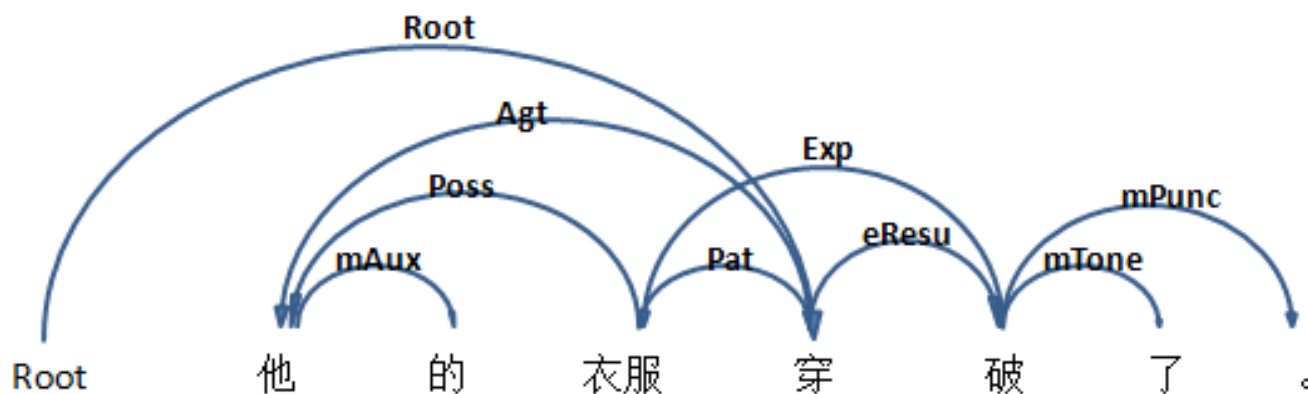 Root
Agt
Exp
Poss
mPunc
eResu
mAux
Pat
mTone
Root 他 的 衣服 穿 破 了 。